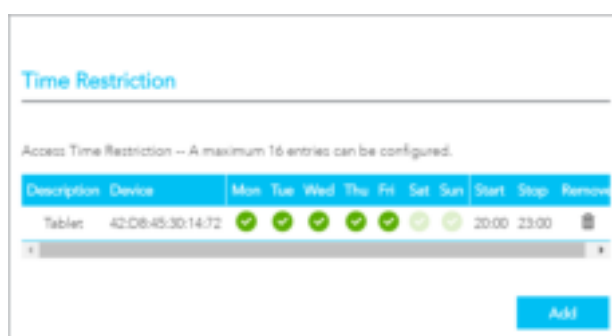 Time Restriction
Access Time Restriction -- A maximum 16 entries can be configured.
Description Device Mon Tue Wed Thu Fri Sat Sun Start Stop Remove
Tablet 42:D8:45:30:14:72 20:00 23:00
Add